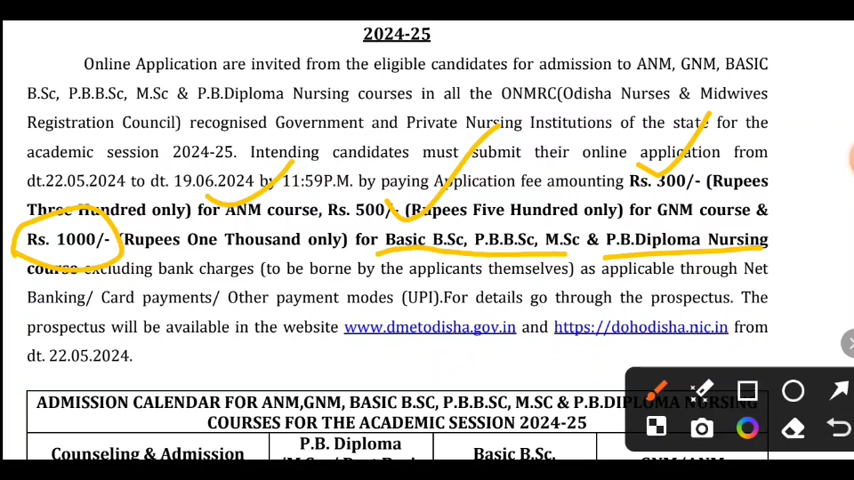 2024-25
Online Application are invited from the eligible candidates for admission to ANM, GNM, BASIC
B.Sc, P.B.B.Sc, M.Sc & P.B.Diploma Nursing courses in all the ONMRC(Odisha Nurses & Midwives
Registration Council) recognised Government and Private Nursing Institutions of the state for the
academic session 2024-25. Intending candidates must submit their online application from
dt.22.05.2024 to dt. 19.06.2024 by 11:59P.M. by paying Application fee amounting Rs. 300/- (Rupees
Three Hundred only) for ANM course, Rs. 500/- (Rupees Five Hundred only) for GNM course &
Rs. 1000/- (Rupees One Thousand only) for Basic B.Sc, P.B.B.Sc, M.Sc & P.B.Diploma Nursing
course excluding bank charges (to be borne by the applicants themselves) as applicable through Net
Banking/ Card payments/ Other payment modes (UPI).For details go through the prospectus. The
prospectus will be available in the website www.dmetodisha.gov.in and https://dohodisha.nic.in from
dt. 22.05.2024.
ADMISSION CALENDAR FOR ANM,GNM, BASIC B.SC, P.B.B.SC, M.SC & P.B.DIPLOMA NURSING
COURSES FOR THE ACADEMIC SESSION 2024-25
Counseling & Admission P.B. Diploma Basic B.Sc. GNM/ANM